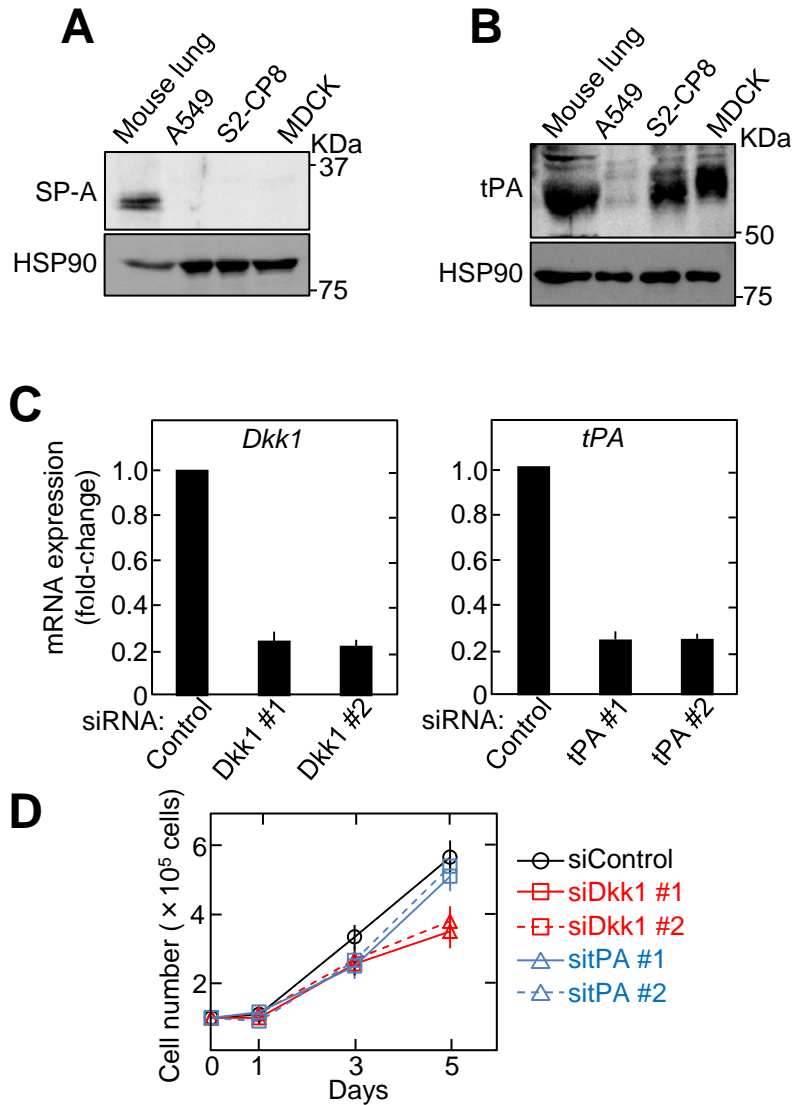 A
Mouse lung
A549
S2-CP8
MDCK
KDa
SP-A
37
HSP90
75
B
Mouse lung
A549
S2-CP8
MDCK
KDa
tPA
50
HSP90
75
C
mRNA expression
(fold-change)
Dkk1
1.0
0.8
0.6
0.4
0.2
0
siRNA:
Control
Dkk1 #1
Dkk1 #2
tPA
1.0
0.8
0.6
0.4
0.2
0
siRNA:
Control
tPA #1
tPA #2
D
Cell number (×10⁵ cells)
6
4
2
0 1 3 5
Days
siControl
siDkk1 #1
siDkk1 #2
sitPA #1
sitPA #2